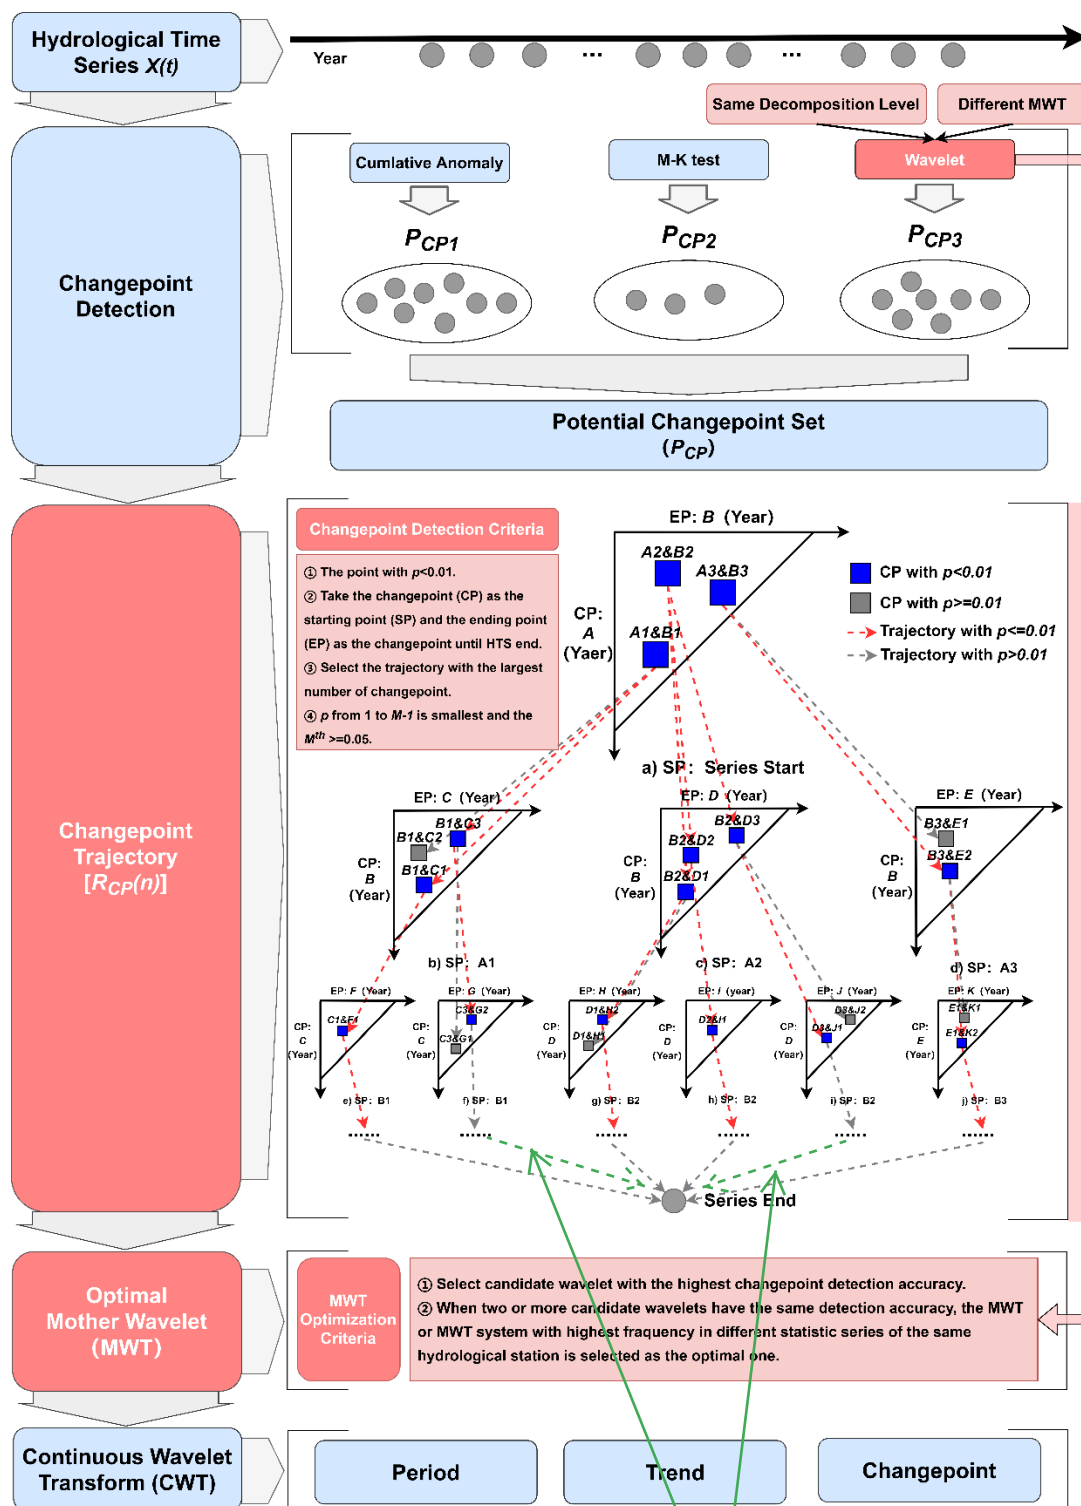 Hydrological Time
Series X(t)
Year
...
...
Same Decomposition Level
Different MWT
Changepoint
Detection
Cumlative Anomaly
M-K test
Wavelet
PCP1
PCP2
PCP3
Potential Changepoint Set
(PCP)
Changepoint
Trajectory
[RCP(n)]
Changepoint Detection Criteria
① The point with p<0.01.
② Take the changepoint (CP) as the
starting point (SP) and the ending point
(EP) as the changepoint until HTS end.
③ Select the trajectory with the largest
number of changepoint.
④ p from 1 to M-1 is smallest and the
Mth >=0.05.
EP: B (Year)
A2&B2
A3&B3
A1&B1
CP:
A
(Yaer)
CP with p<0.01
CP with p>=0.01
Trajectory with p<=0.01
Trajectory with p>0.01
a) SP: Series Start
EP: C (Year)
B1&C3
B1&C2
B1&C1
CP:
B
(Year)
b) SP: A1
EP: D (Year)
B2&D3
B2&D2
B2&D1
CP:
B
(Year)
c) SP: A2
EP: E (Year)
B3&E1
B3&E2
CP:
B
(Year)
d) SP: A3
EP: F (Year)
C1&F1
CP:
C
(Year)
e) SP: B1
EP: G (Year)
C3&G2
C3&G1
CP:
C
(Year)
f) SP: B1
EP: H (Year)
D1&H2
D1&H1
CP:
D
(Year)
g) SP: B2
EP: I (year)
D2&I1
CP:
D
(Year)
h) SP: B2
EP: J (Year)
D3&J2
D3&J1
CP:
D
(Year)
i) SP: B2
EP: K (Year)
E1&K1
E1&K2
CP:
E
(Year)
j) SP: B3
Series End
Optimal
Mother Wavelet
(MWT)
MWT
Optimization
Criteria
① Select candidate wavelet with the highest changepoint detection accuracy.
② When two or more candidate wavelets have the same detection accuracy, the MWT
or MWT system with highest fraquency in different statistic series of the same
hydrological station is selected as the optimal one.
Continuous Wavelet
Transform (CWT)
Period
Trend
Changepoint